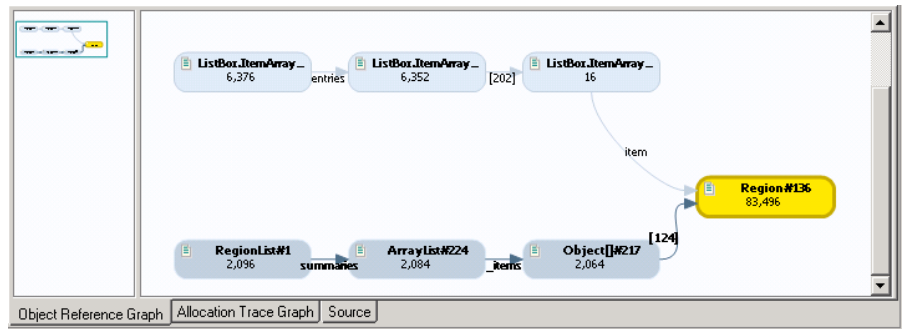 ListBox.ItemArray_
6,376
entries
ListBox.ItemArray_
6,352
[202]
ListBox.ItemArray_
16
item
Region#136
83,496
RegionList#1
2,096
summaries
ArrayList#224
2,084
_items
Object[]#217
2,064
[124]
Object Reference Graph
Allocation Trace Graph
Source